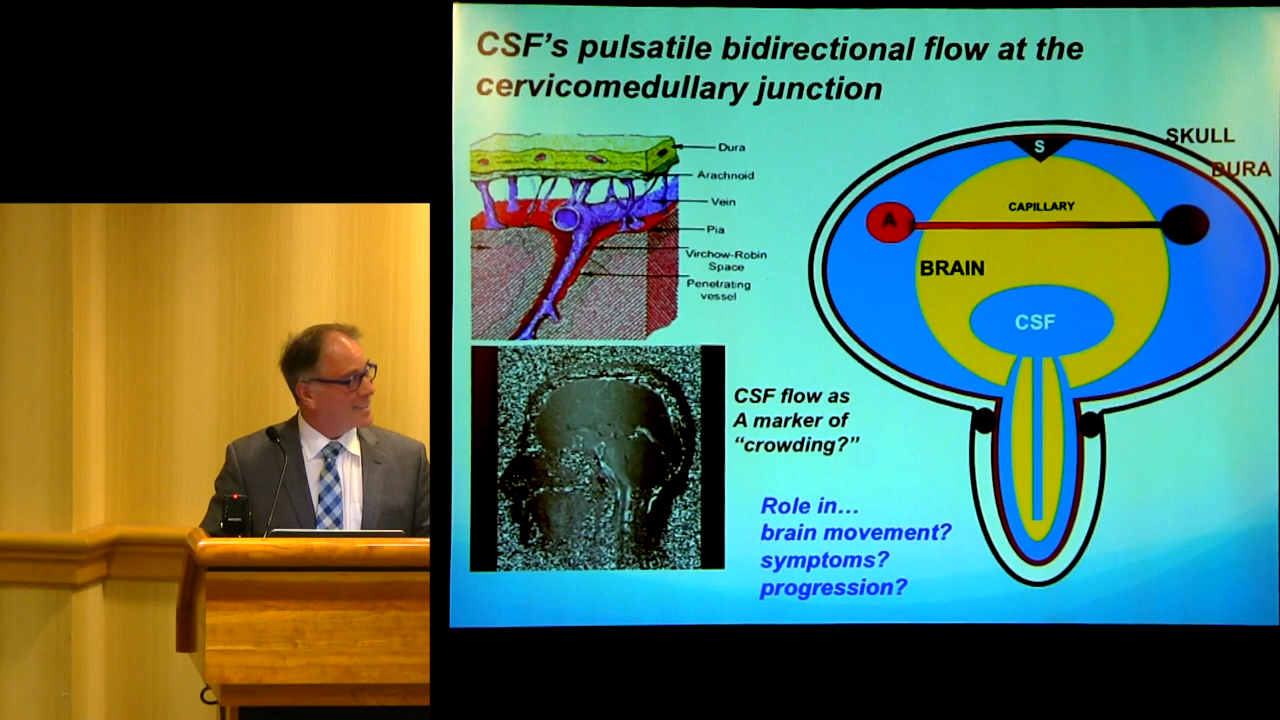 CSF's pulsatile bidirectional flow at the
cervicomedullary junction
Dura
Arachnoid
Vein
Pia
Virchow-Robin
Space
Penetrating
vessel
SKULL
DURA
S
CAPILLARY
A
BRAIN
CSF
CSF flow as
A marker of
“crowding?”
Role in…
brain movement?
symptoms?
progression?